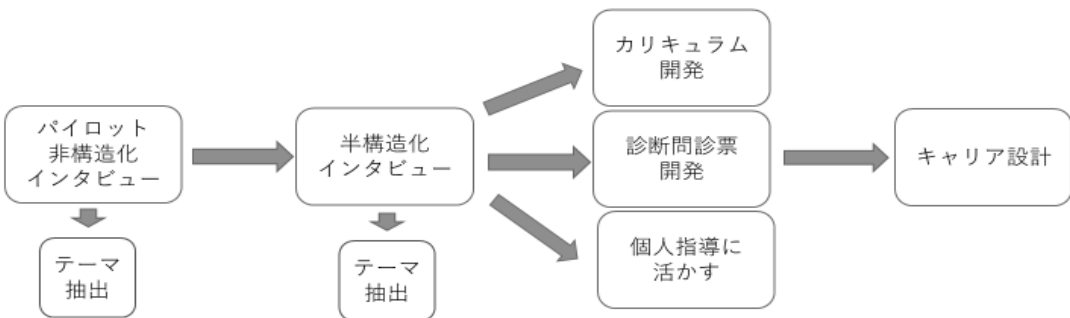 パイロット
非構造化
インタビュー
テーマ
抽出
半構造化
インタビュー
テーマ
抽出
カリキュラム
開発
診断問診票
開発
個人指導に
活かす
キャリア設計